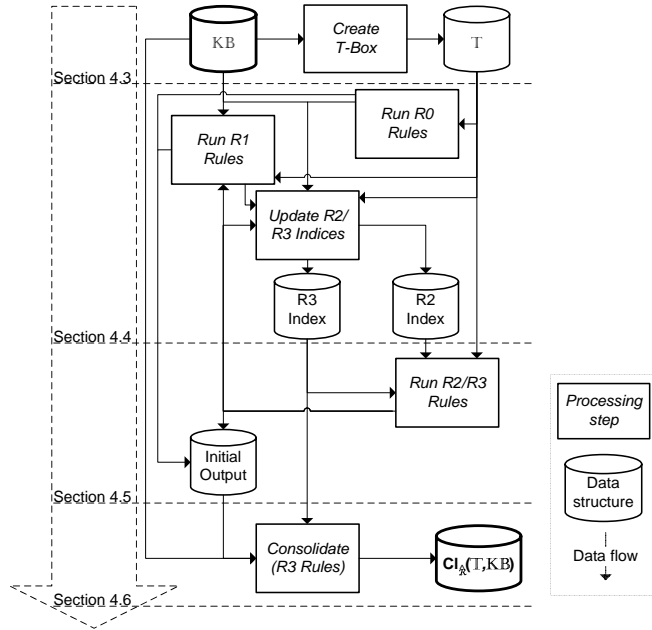 KB
Create
T-Box
𝕋
Section 4.3
Run R0
Rules
Run R1
Rules
Update R2/
R3 Indices
R3
Index
R2
Index
Section 4.4
Run R2/R3
Rules
Processing
step
Initial
Output
Data
structure
Section 4.5
Consolidate
(R3 Rules)
Data flow
Section 4.6